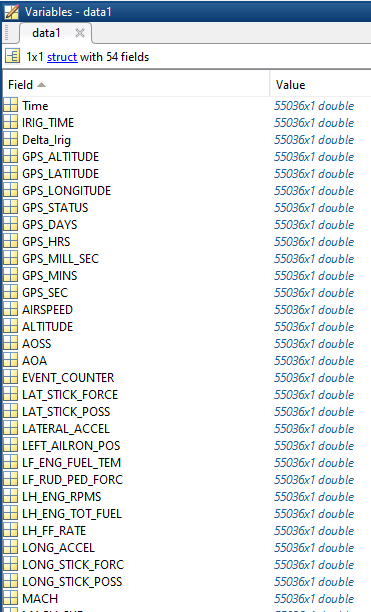 Variables - data1
data1
1x1 struct with 54 fields
Field Value
Time 55036x1 double
IRIG_TIME 55036x1 double
Delta_Irig 55036x1 double
GPS_ALTITUDE 55036x1 double
GPS_LATITUDE 55036x1 double
GPS_LONGITUDE 55036x1 double
GPS_STATUS 55036x1 double
GPS_DAYS 55036x1 double
GPS_HRS 55036x1 double
GPS_MILL_SEC 55036x1 double
GPS_MINS 55036x1 double
GPS_SEC 55036x1 double
AIRSPEED 55036x1 double
ALTITUDE 55036x1 double
AOSS 55036x1 double
AOA 55036x1 double
EVENT_COUNTER 55036x1 double
LAT_STICK_FORCE 55036x1 double
LAT_STICK_POSS 55036x1 double
LATERAL_ACCEL 55036x1 double
LEFT_AILRON_POS 55036x1 double
LF_ENG_FUEL_TEM 55036x1 double
LF_RUD_PED_FORC 55036x1 double
LH_ENG_RPMS 55036x1 double
LH_ENG_TOT_FUEL 55036x1 double
LH_FF_RATE 55036x1 double
LONG_ACCEL 55036x1 double
LONG_STICK_FORC 55036x1 double
LONG_STICK_POSS 55036x1 double
MACH 55036x1 double